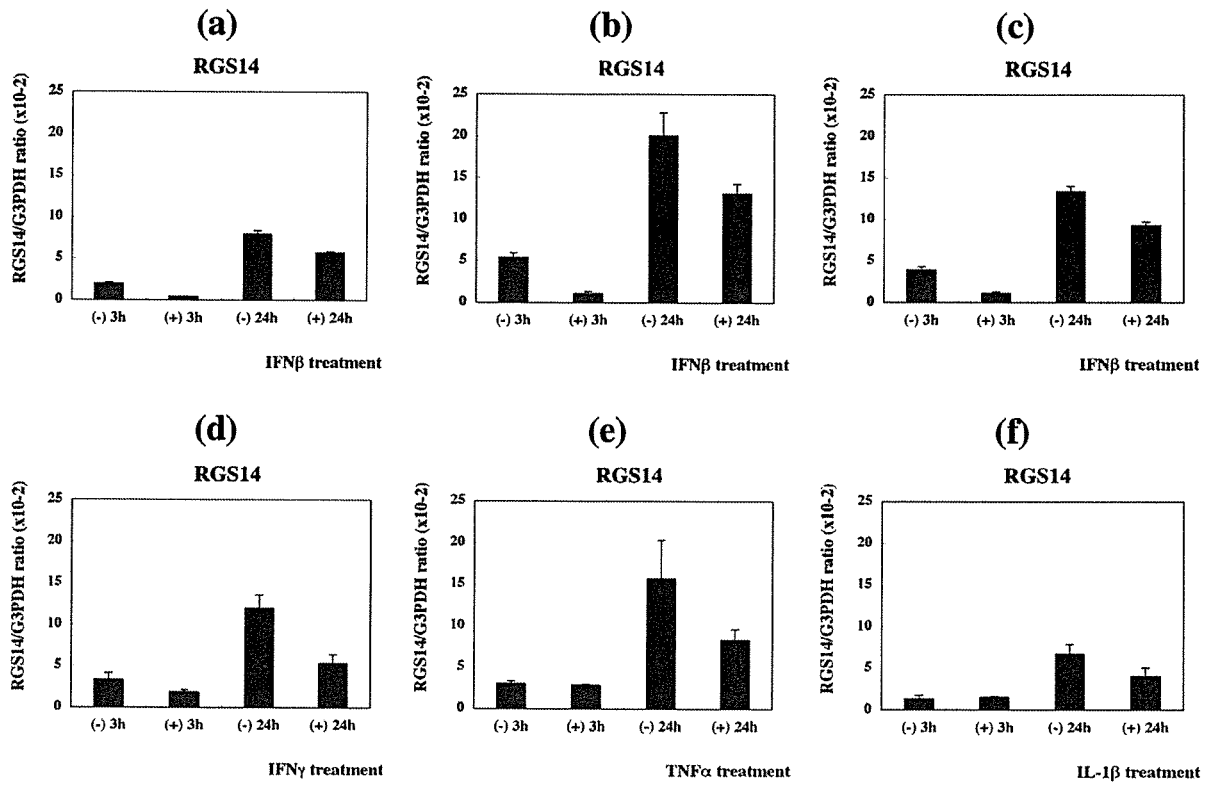 (a)
RGS14
RGS14/G3PDH ratio (x10-2)
25
20
15
10
5
0
(-) 3h (+) 3h (-) 24h (+) 24h
IFNβ treatment
(b)
RGS14
RGS14/G3PDH ratio (x10-2)
25
20
15
10
5
0
(-) 3h (+) 3h (-) 24h (+) 24h
IFNβ treatment
(c)
RGS14
RGS14/G3PDH ratio (x10-2)
25
20
15
10
5
0
(-) 3h (+) 3h (-) 24h (+) 24h
IFNβ treatment
(d)
RGS14
RGS14/G3PDH ratio (x10-2)
25
20
15
10
5
0
(-) 3h (+) 3h (-) 24h (+) 24h
IFNγ treatment
(e)
RGS14
RGS14/G3PDH ratio (x10-2)
25
20
15
10
5
0
(-) 3h (+) 3h (-) 24h (+) 24h
TNFα treatment
(f)
RGS14
RGS14/G3PDH ratio (x10-2)
25
20
15
10
5
0
(-) 3h (+) 3h (-) 24h (+) 24h
IL-1β treatment